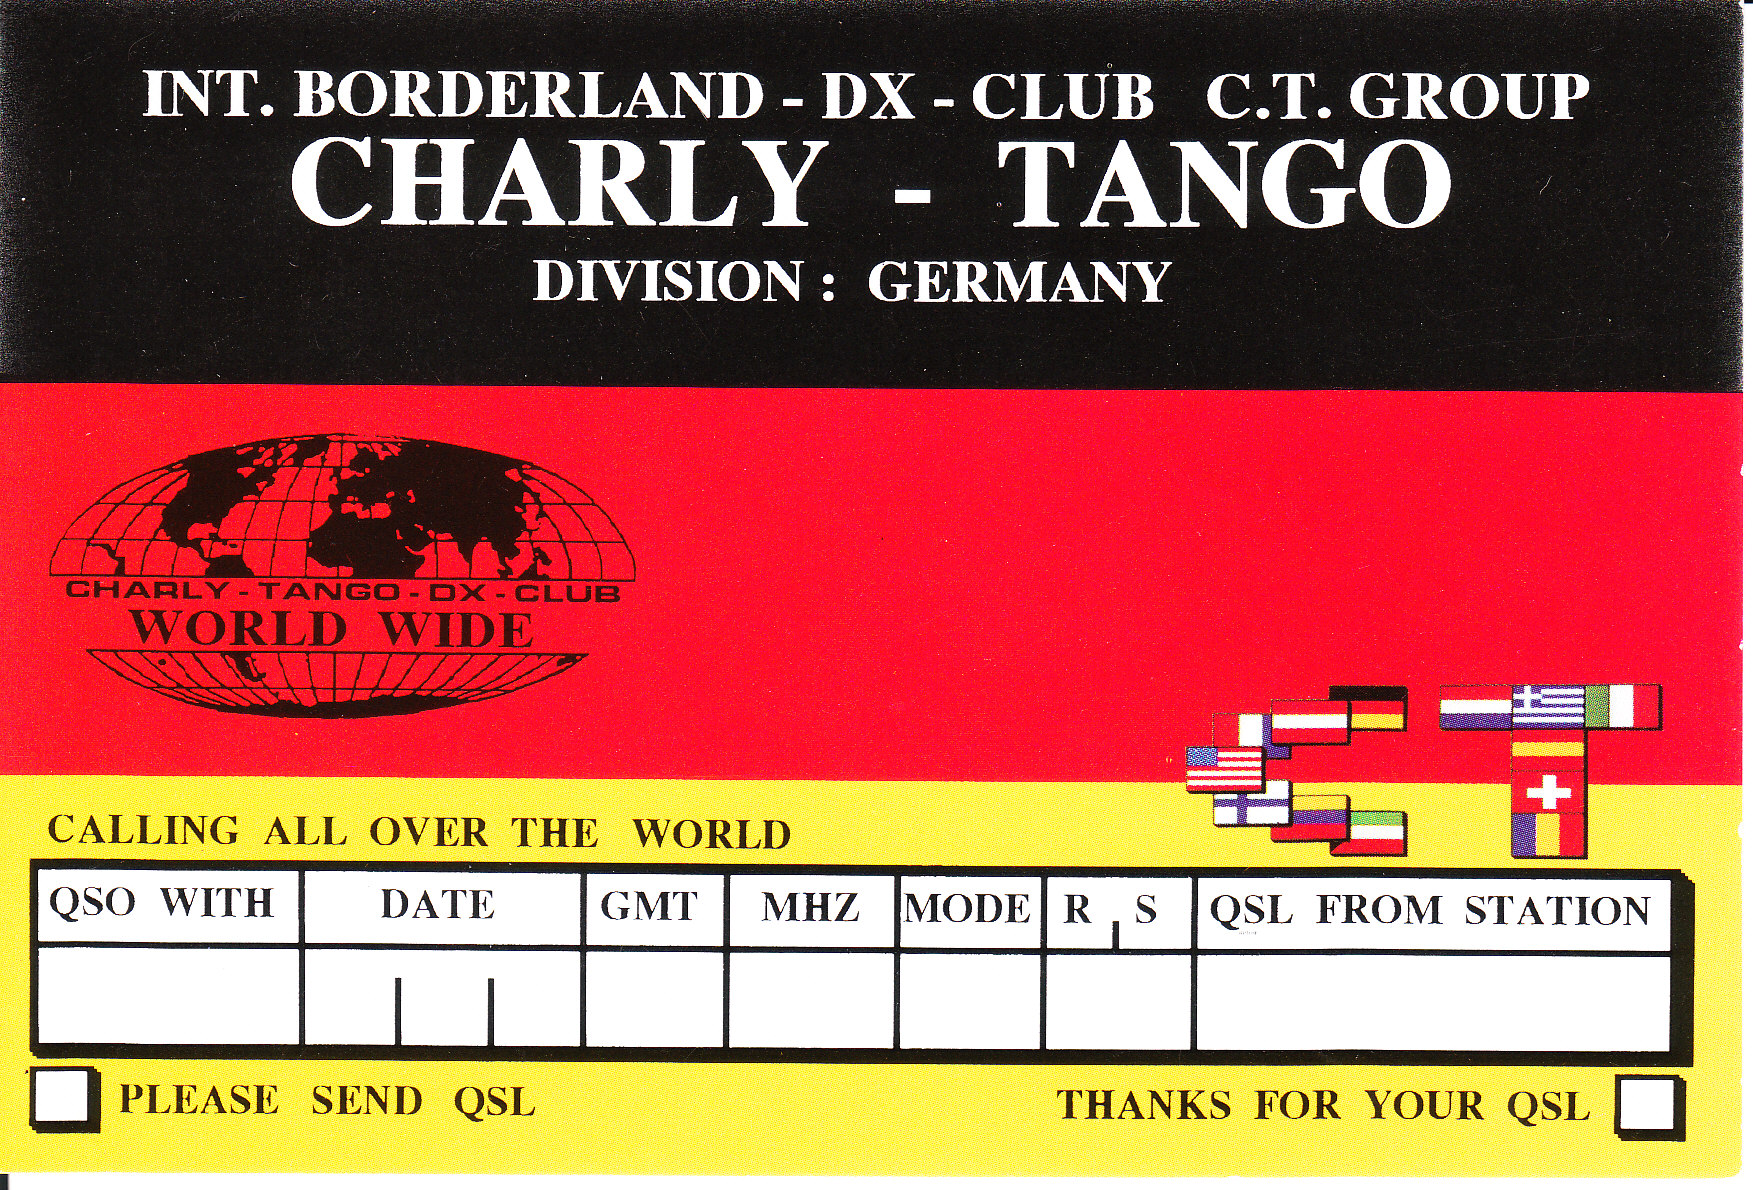 INT. BORDERLAND - DX - CLUB C.T. GROUP
CHARLY - TANGO
DIVISION : GERMANY
CHARLY - TANGO - DX - CLUB
WORLD WIDE
CALLING ALL OVER THE WORLD
QSO WITH DATE GMT MHZ MODE R S QSL FROM STATION
PLEASE SEND QSL THANKS FOR YOUR QSL